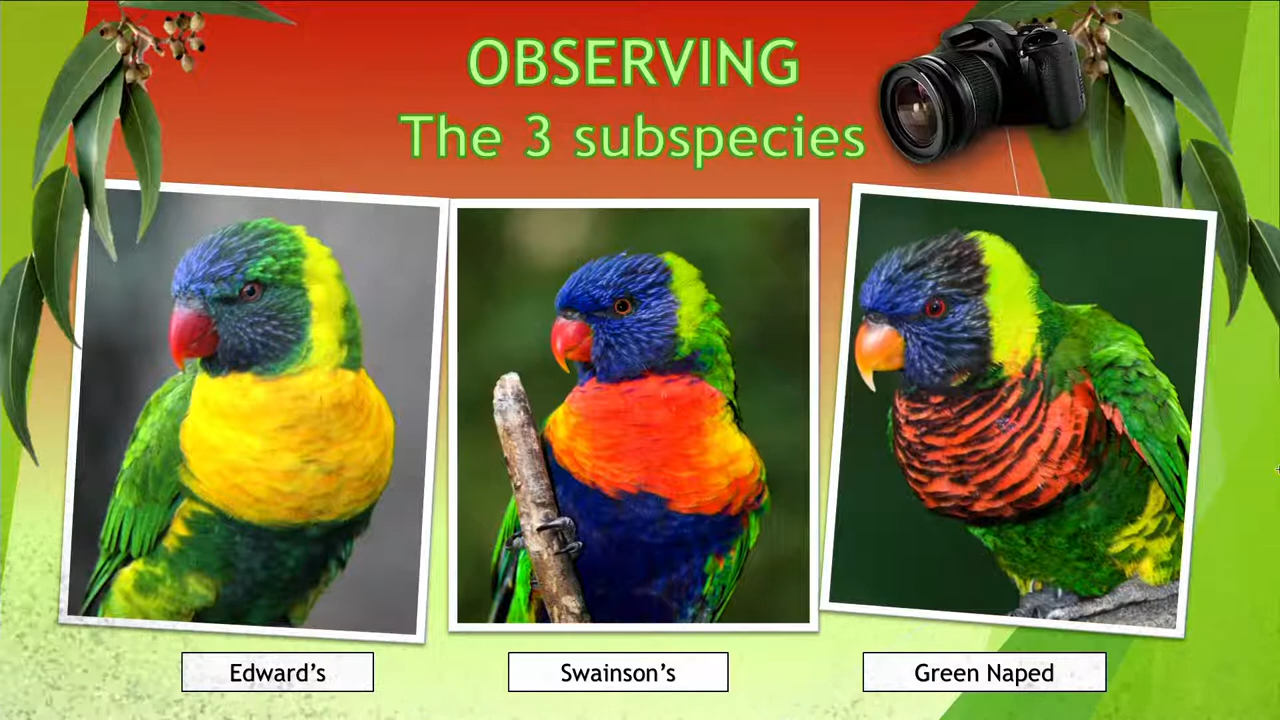 OBSERVING
The 3 subspecies
Edward’s
Swainson’s
Green Naped